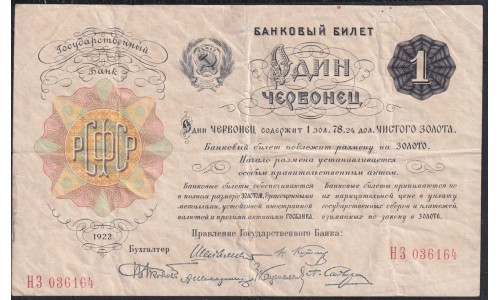 Государственный
Банк
БАНКОВЫЙ БИЛЕТ
Один
ЧЕРВОНЕЦ
1
Один ЧЕРВОНЕЦ СОДЕРЖИТ 1 ЗОЛ. 78.24 ДОЛ. ЧИСТОГО ЗОЛОТА.
Банковый билет подлежит размену на ЗОЛОТО.
Начало размена устанавливается
особым правительственным актом.
Банковые билеты обеспечиваются
в полном размере ЗОЛОТОМ, драгоценными
металлами, устойчивой иностранной
валютой и прочими активами ГОСБАНКА.
Банковые билеты принимаются по
их нарицательной цене в уплату
государственных сборов и платежей,
взимаемых по закону в ЗОЛОТЕ.
РСФСР
1922
Правление Государственного Банка:
Бухгалтер
НЗ 036164
НЗ 036164